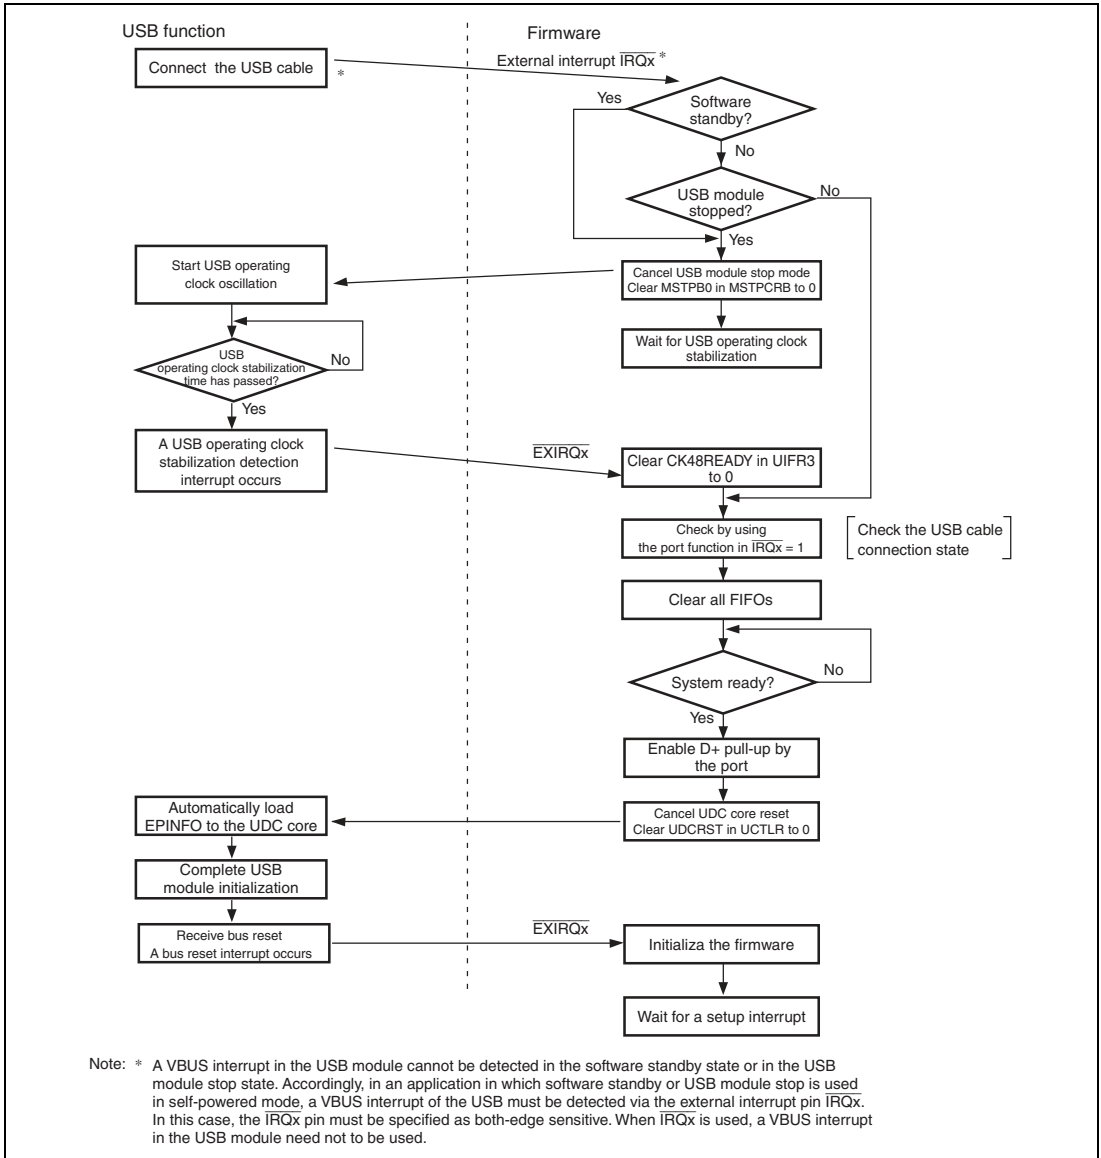 USB function
Firmware
Connect the USB cable
*
External interrupt IRQx *
Software
standby?
Yes
No
USB module
stopped?
No
Yes
Start USB operating
clock oscillation
Cancel USB module stop mode
Clear MSTPB0 in MSTPCRB to 0
Wait for USB operating clock
stabilization
USB
operating clock stabilization
time has passed?
No
Yes
A USB operating clock
stabilization detection
interrupt occurs
EXIRQx
Clear CK48READY in UIFR3
to 0
Check by using
the port function in IRQx = 1
Check the USB cable
connection state
Clear all FIFOs
System ready?
No
Yes
Enable D+ pull-up by
the port
Cancel UDC core reset
Clear UDCRST in UCTLR to 0
Automatically load
EPINFO to the UDC core
Complete USB
module initialization
Receive bus reset
A bus reset interrupt occurs
EXIRQx
Initializa the firmware
Wait for a setup interrupt
Note: * A VBUS interrupt in the USB module cannot be detected in the software standby state or in the USB
module stop state. Accordingly, in an application in which software standby or USB module stop is used
in self-powered mode, a VBUS interrupt of the USB must be detected via the external interrupt pin IRQx.
In this case, the IRQx pin must be specified as both-edge sensitive. When IRQx is used, a VBUS interrupt
in the USB module need not to be used.